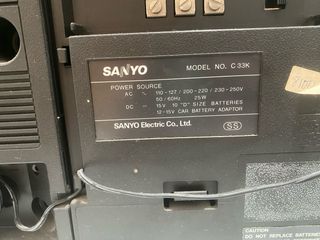 SANYO MODEL NO. C 33K
POWER SOURCE
AC ~ 110-127 / 200-220 / 230-250V
50 / 60Hz 25W
DC ⎓ 15V 10 "D" SIZE BATTERIES
12-15V CAR BATTERY ADAPTOR
SANYO Electric Co., Ltd. SS
CAUTION
DO NOT REPLACE BATTERIES